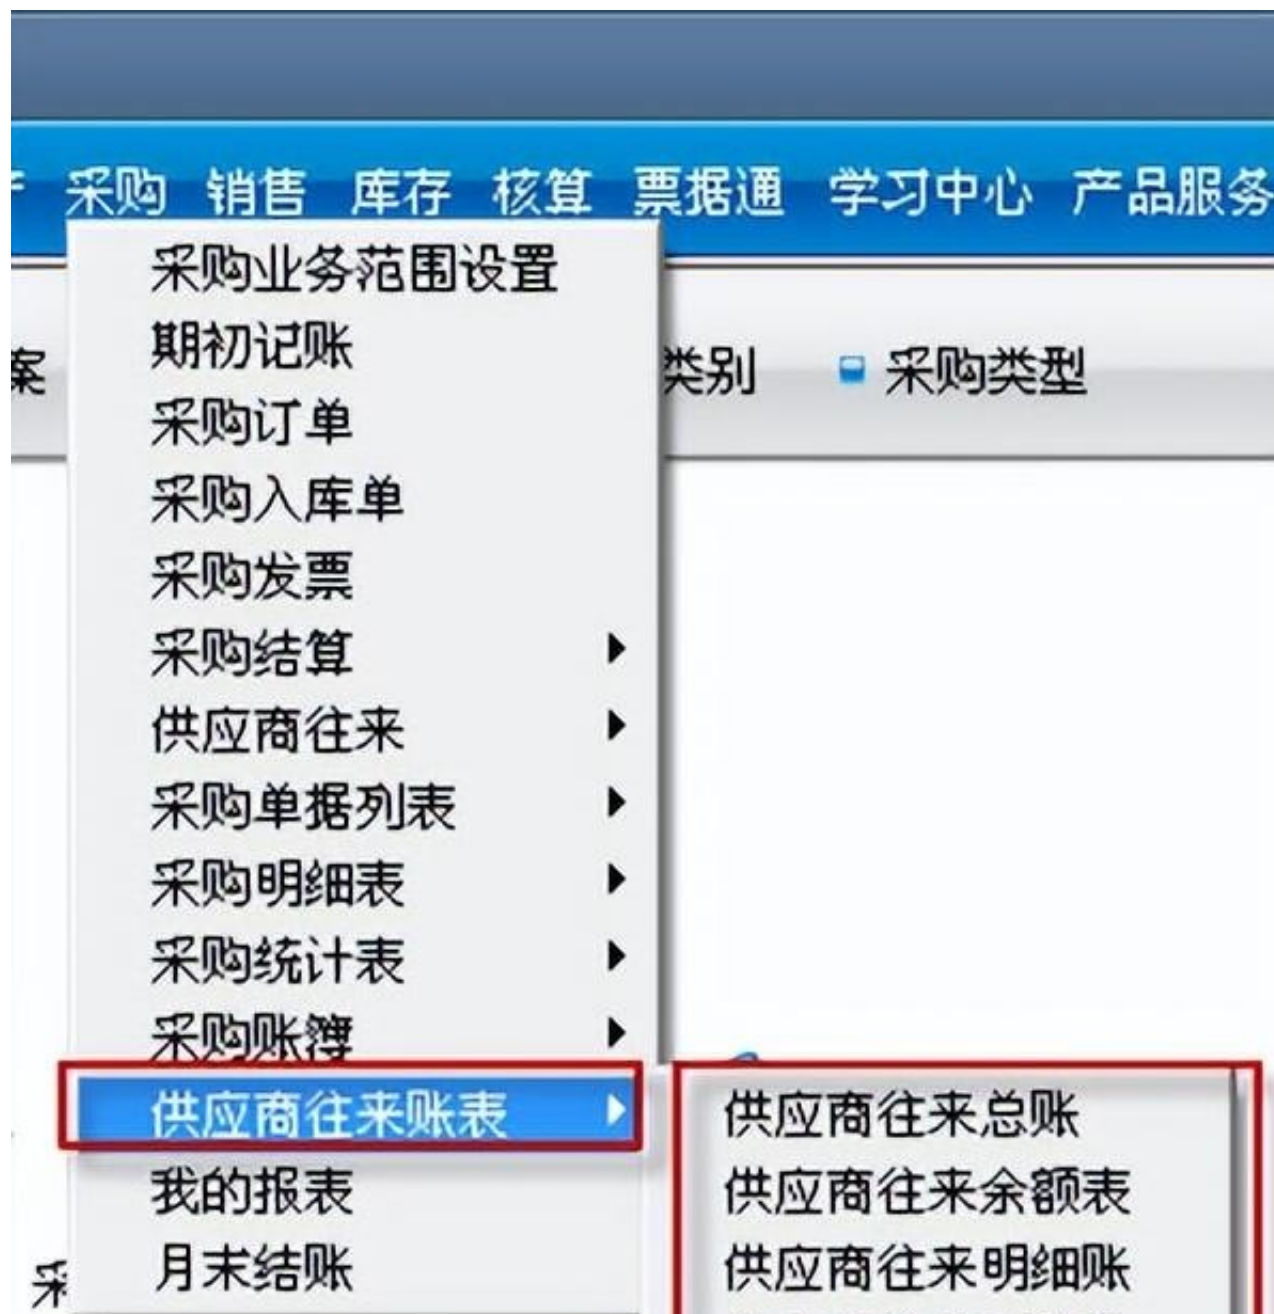 采购 销售 库存 核算 票据通 学习中心 产品服务
采购业务范围设置
期初记账
案 类别 采购类型
采购订单
采购入库单
采购发票
采购结算
供应商往来
采购单据列表
采购明细表
采购统计表
采购账簿
供应商往来账表 供应商往来总账
我的报表 供应商往来余额表
月末结账 供应商往来明细账
采